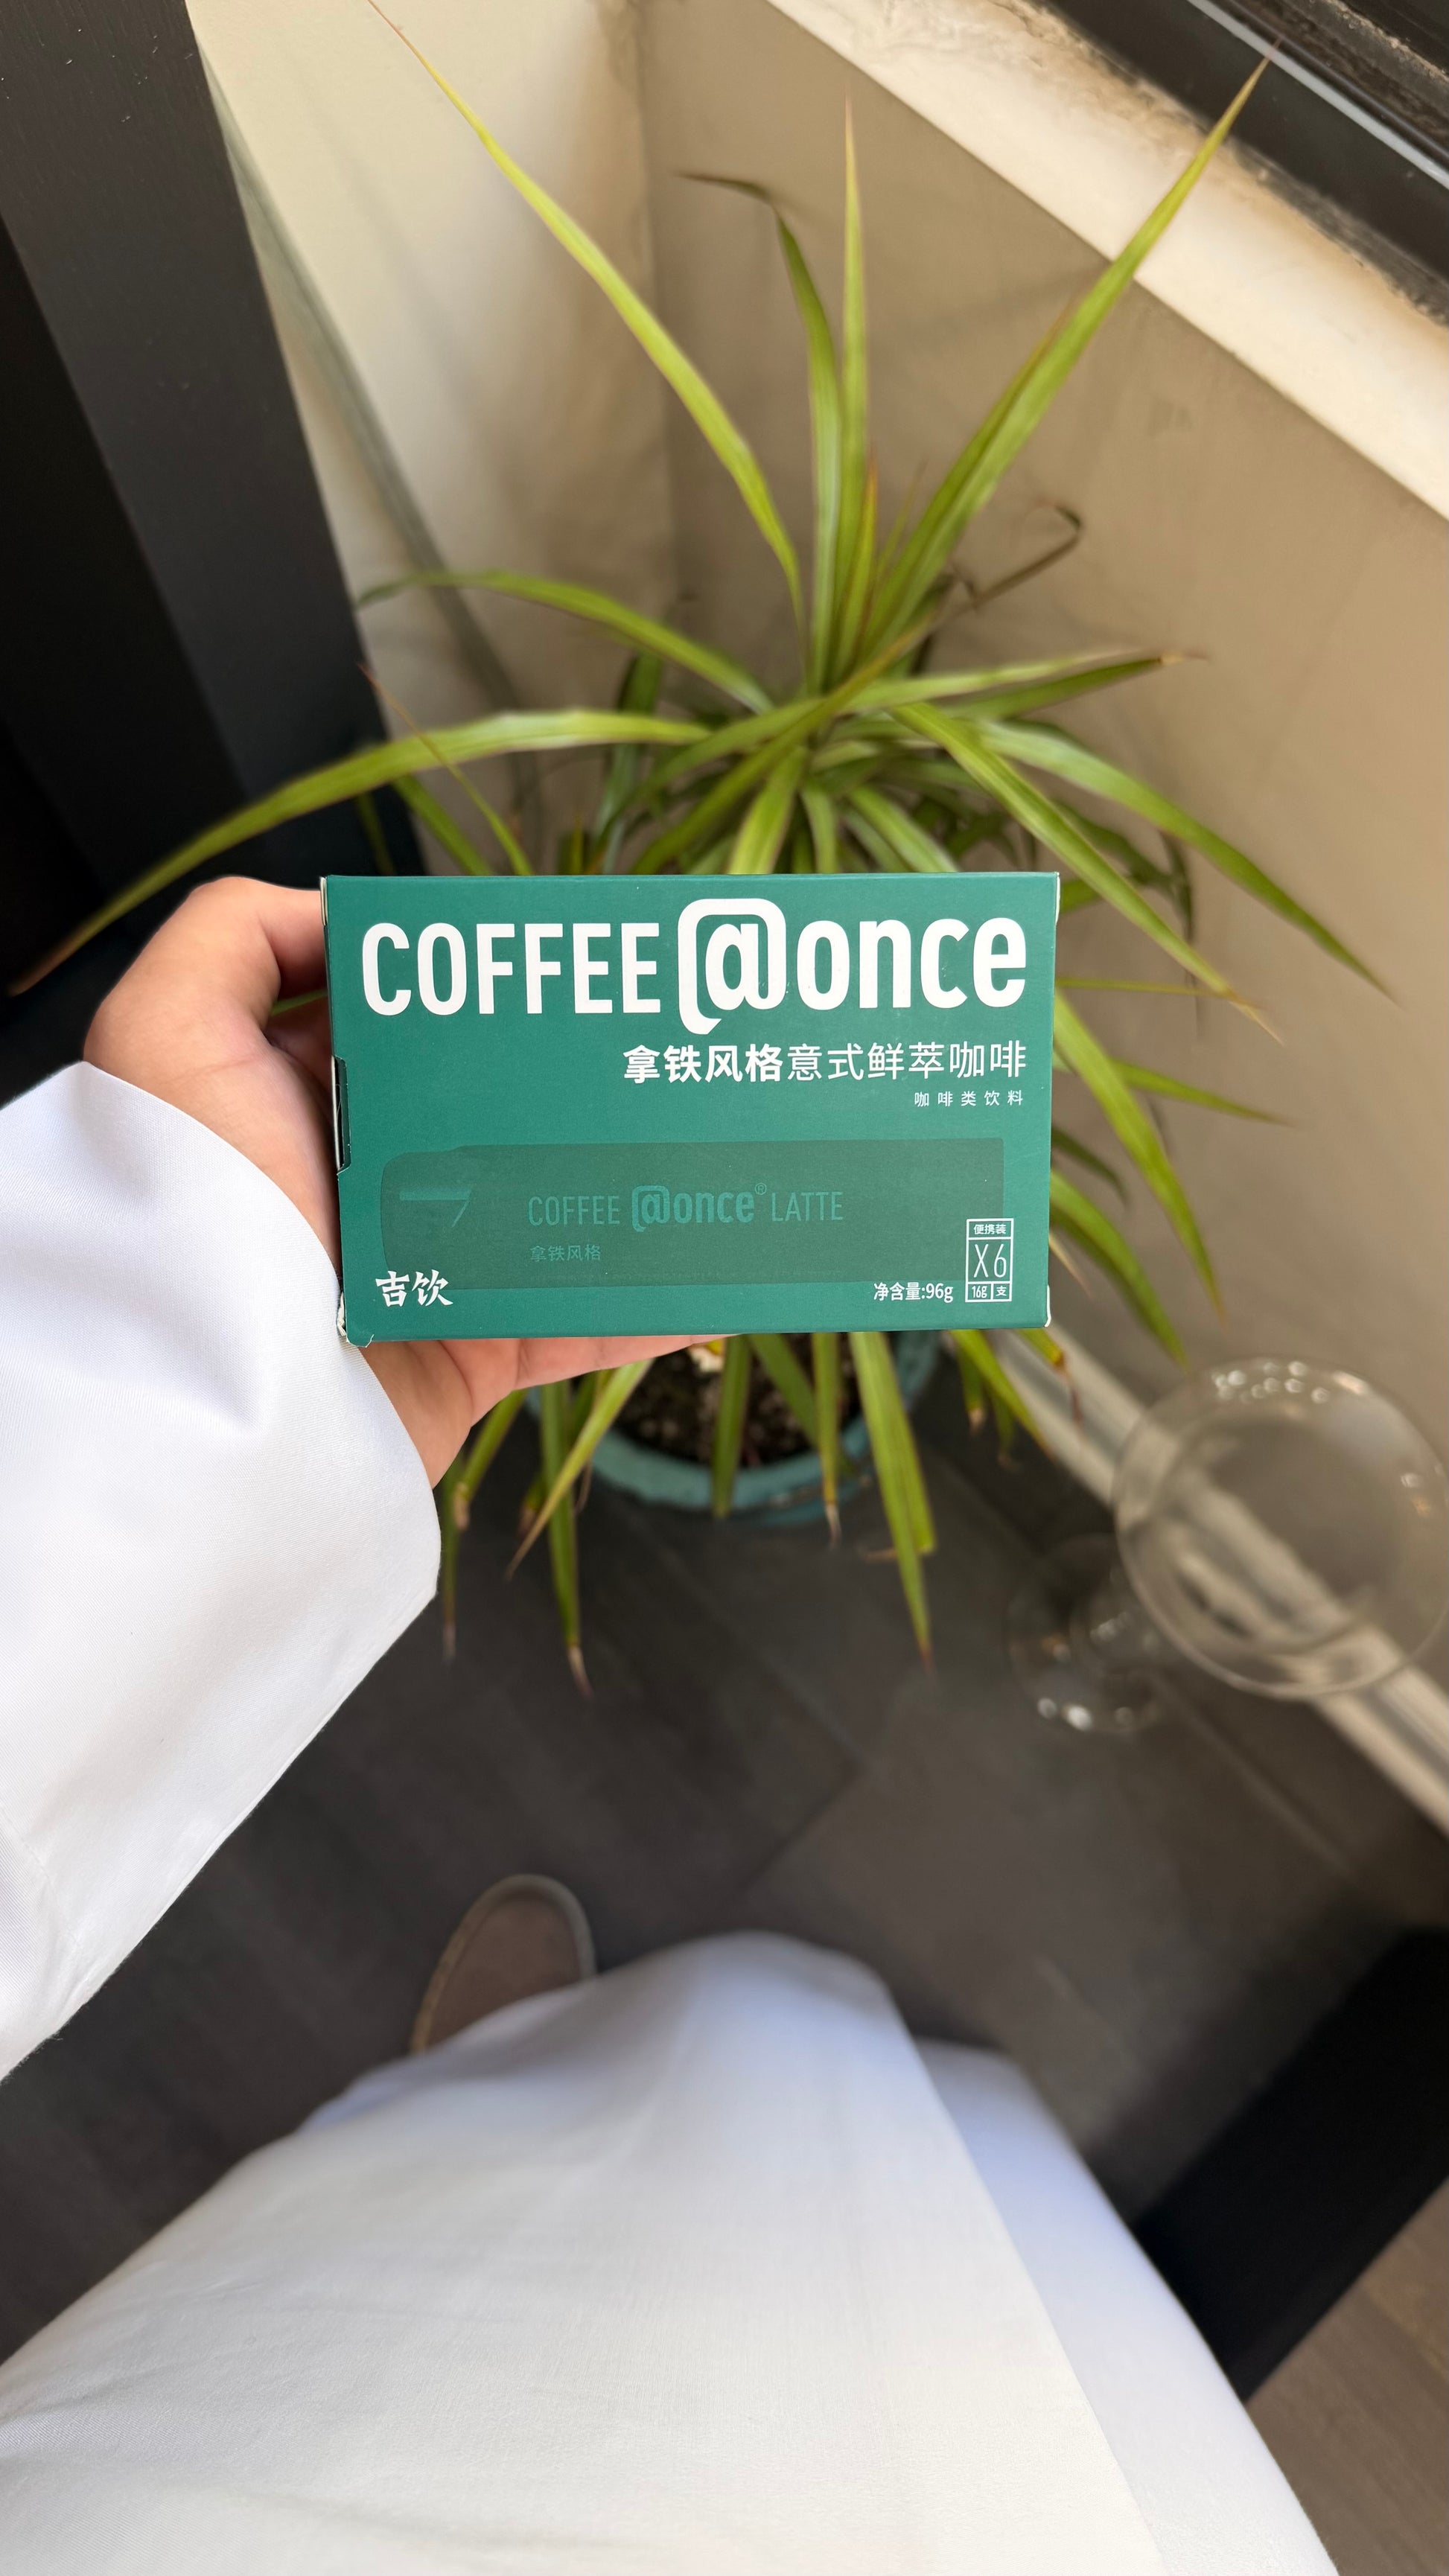 COFFEE @once
拿铁风格意式鲜萃咖啡
咖啡类饮料
COFFEE @once® LATTE
拿铁风格
吉饮
净含量:96g
便携装
X6
16g 支